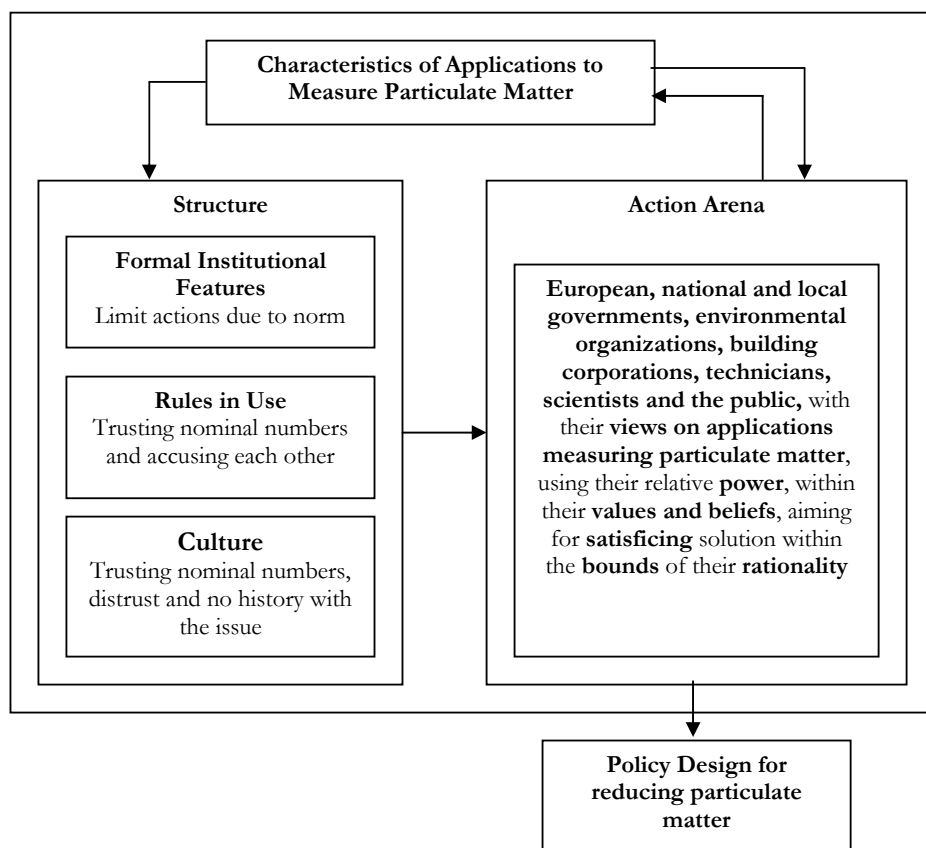 Characteristics of Applications to
Measure Particulate Matter
Structure
Formal Institutional
Features
Limit actions due to norm
Rules in Use
Trusting nominal numbers
and accusing each other
Culture
Trusting nominal numbers,
distrust and no history with
the issue
Action Arena
European, national and local
governments, environmental
organizations, building
corporations, technicians,
scientists and the public, with
their views on applications
measuring particulate matter,
using their relative power, within
their values and beliefs, aiming
for satisficing solution within
the bounds of their rationality
Policy Design for
reducing particulate
matter